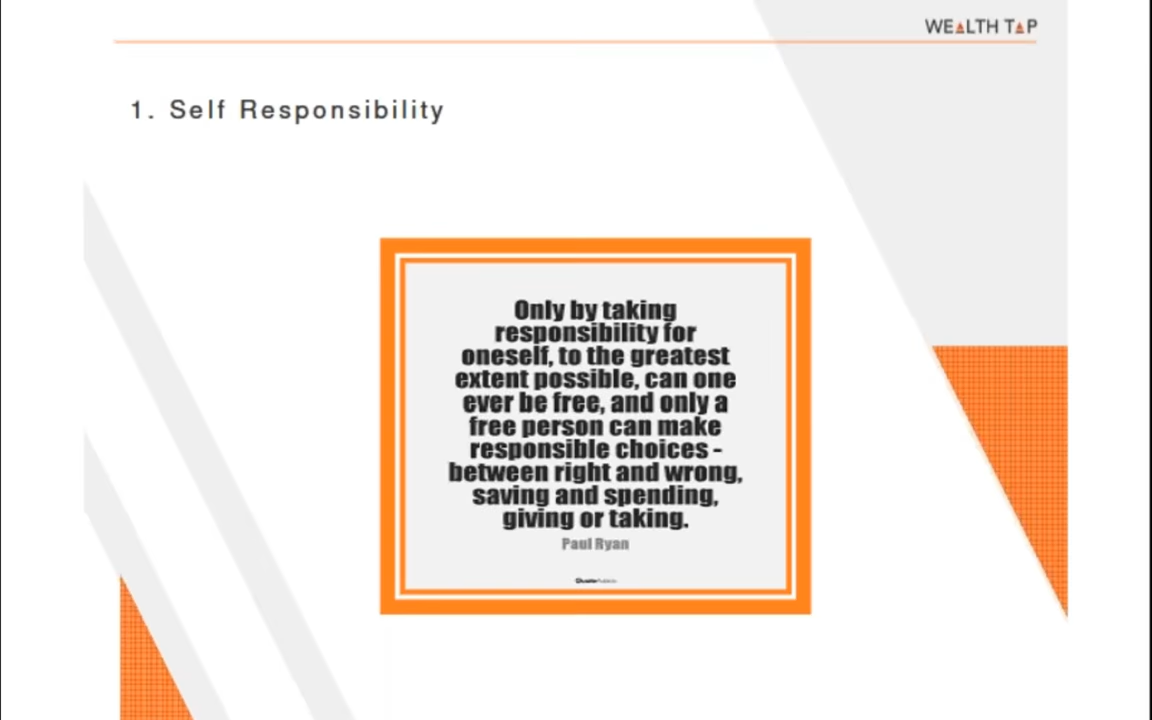 WEALTH TAP
1. Self Responsibility
Only by taking
responsibility for
oneself, to the greatest
extent possible, can one
ever be free, and only a
free person can make
responsible choices -
between right and wrong,
saving and spending,
giving or taking.
Paul Ryan